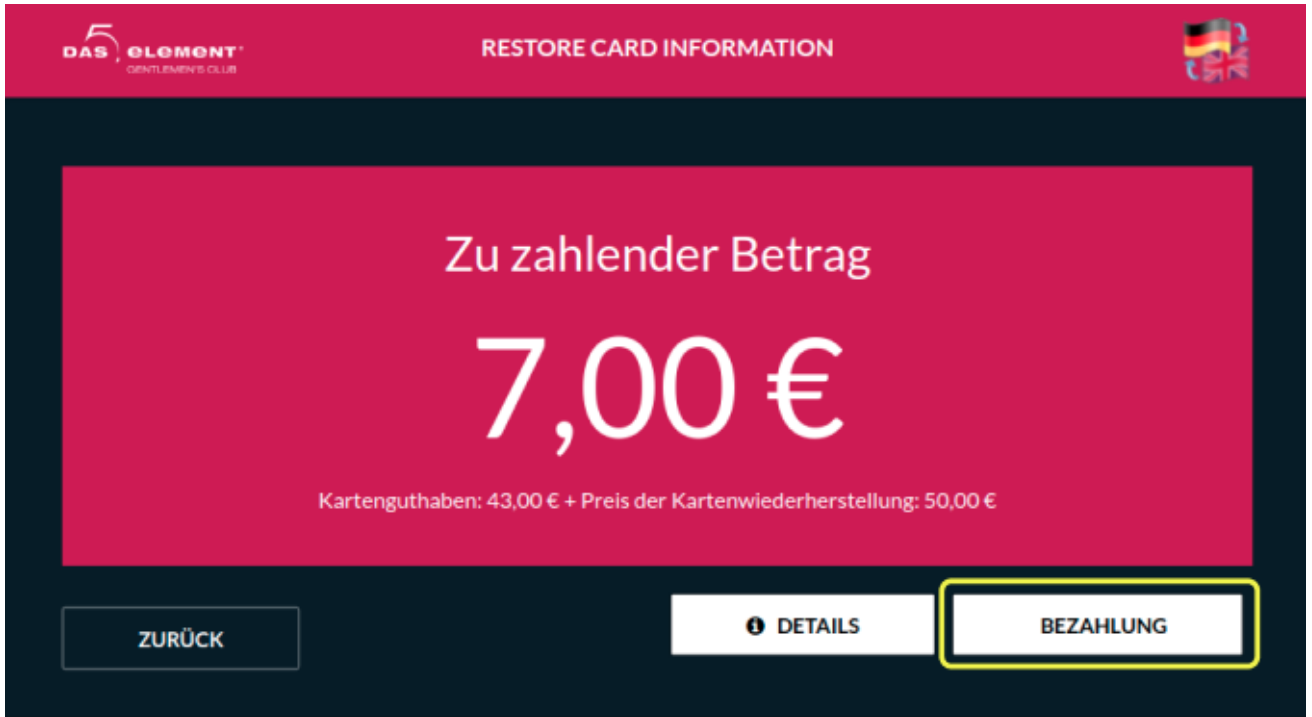 DAS 5 element
GENTLEMEN'S CLUB
RESTORE CARD INFORMATION
Zu zahlender Betrag
7,00 €
Kartenguthaben: 43,00 € + Preis der Kartenwiederherstellung: 50,00 €
ZURÜCK
DETAILS
BEZAHLUNG